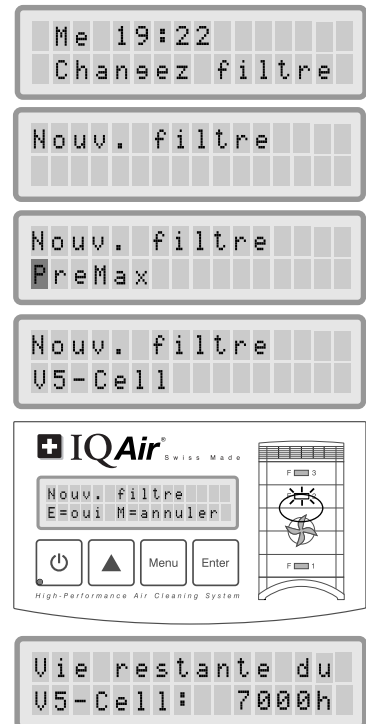 Me 19:22
Changez filtre
Nouv. filtre
Nouv. filtre
PreMax
Nouv. filtre
V5-Cell
IQAir® Swiss Made
F 3
Nouv. filtre
E=oui M=annuler
Menu
Enter
F 1
High-Performance Air Cleaning System
Vie restante du
V5-Cell: 7000h